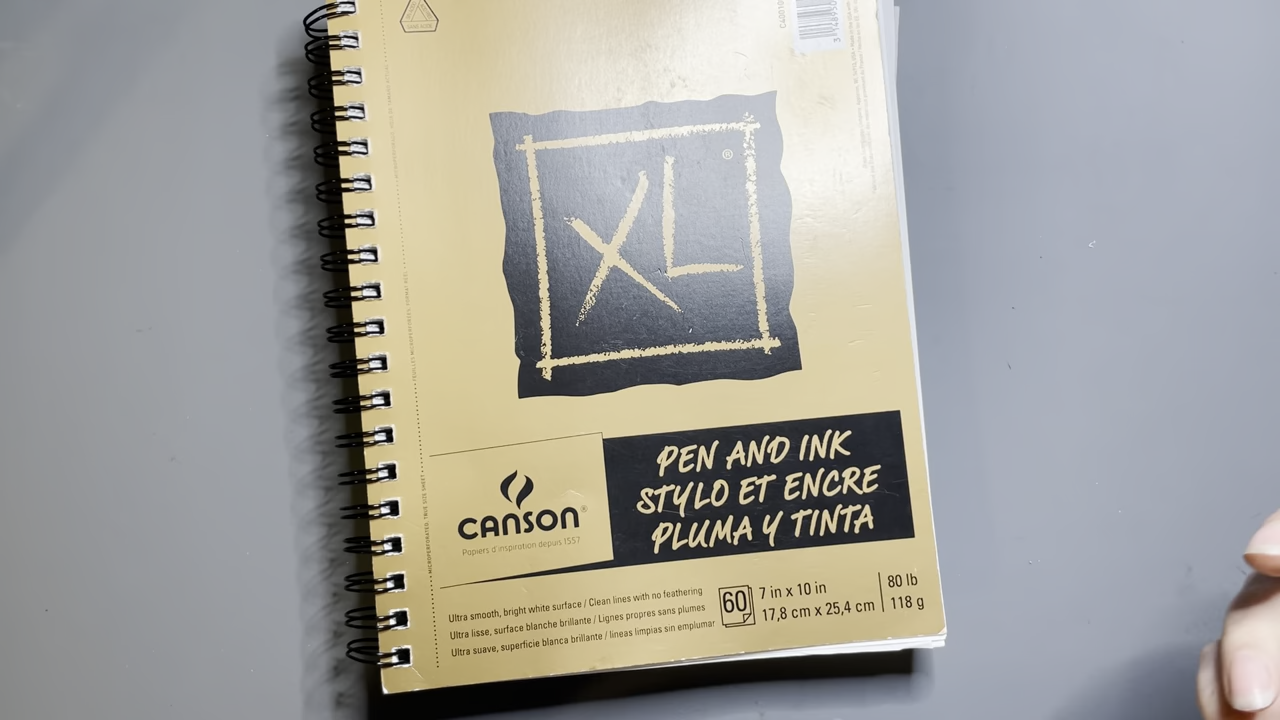 XL®
CANSON®
Papiers d'inspiration depuis 1557
PEN AND INK
STYLO ET ENCRE
PLUMA Y TINTA
Ultra smooth, bright white surface / Clean lines with no feathering
Ultra lisse, surface blanche brillante / Lignes propres sans plumes
Ultra suave, superficie blanca brillante / lineas limpias sin emplumar
60
7 in x 10 in
17,8 cm x 25,4 cm
80 lb
118 g